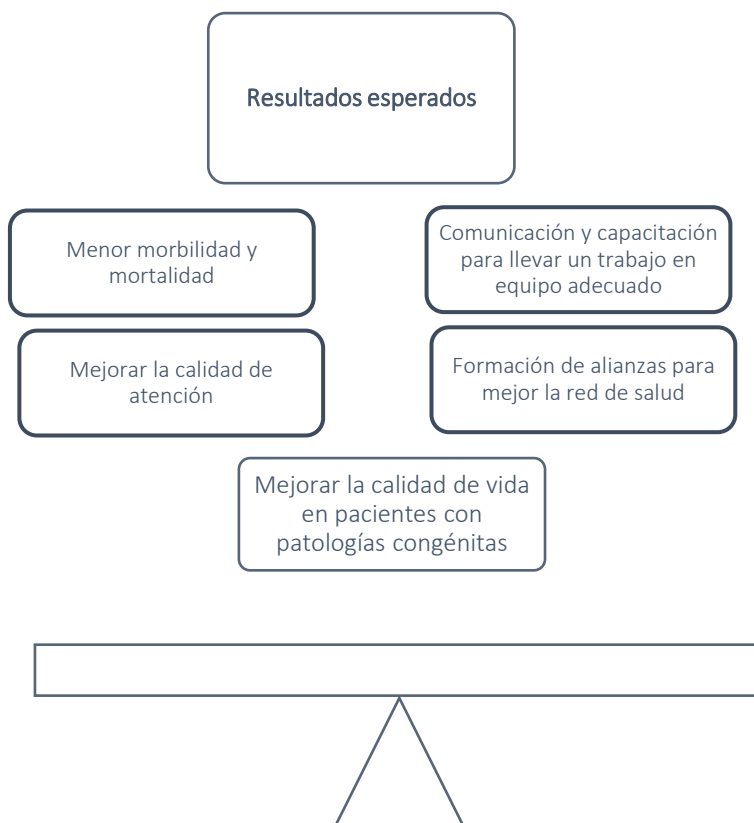 Resultados esperados
Menor morbilidad y
mortalidad
Comunicación y capacitación
para llevar un trabajo en
equipo adecuado
Mejorar la calidad de
atención
Formación de alianzas para
mejor la red de salud
Mejorar la calidad de vida
en pacientes con
patologías congénitas